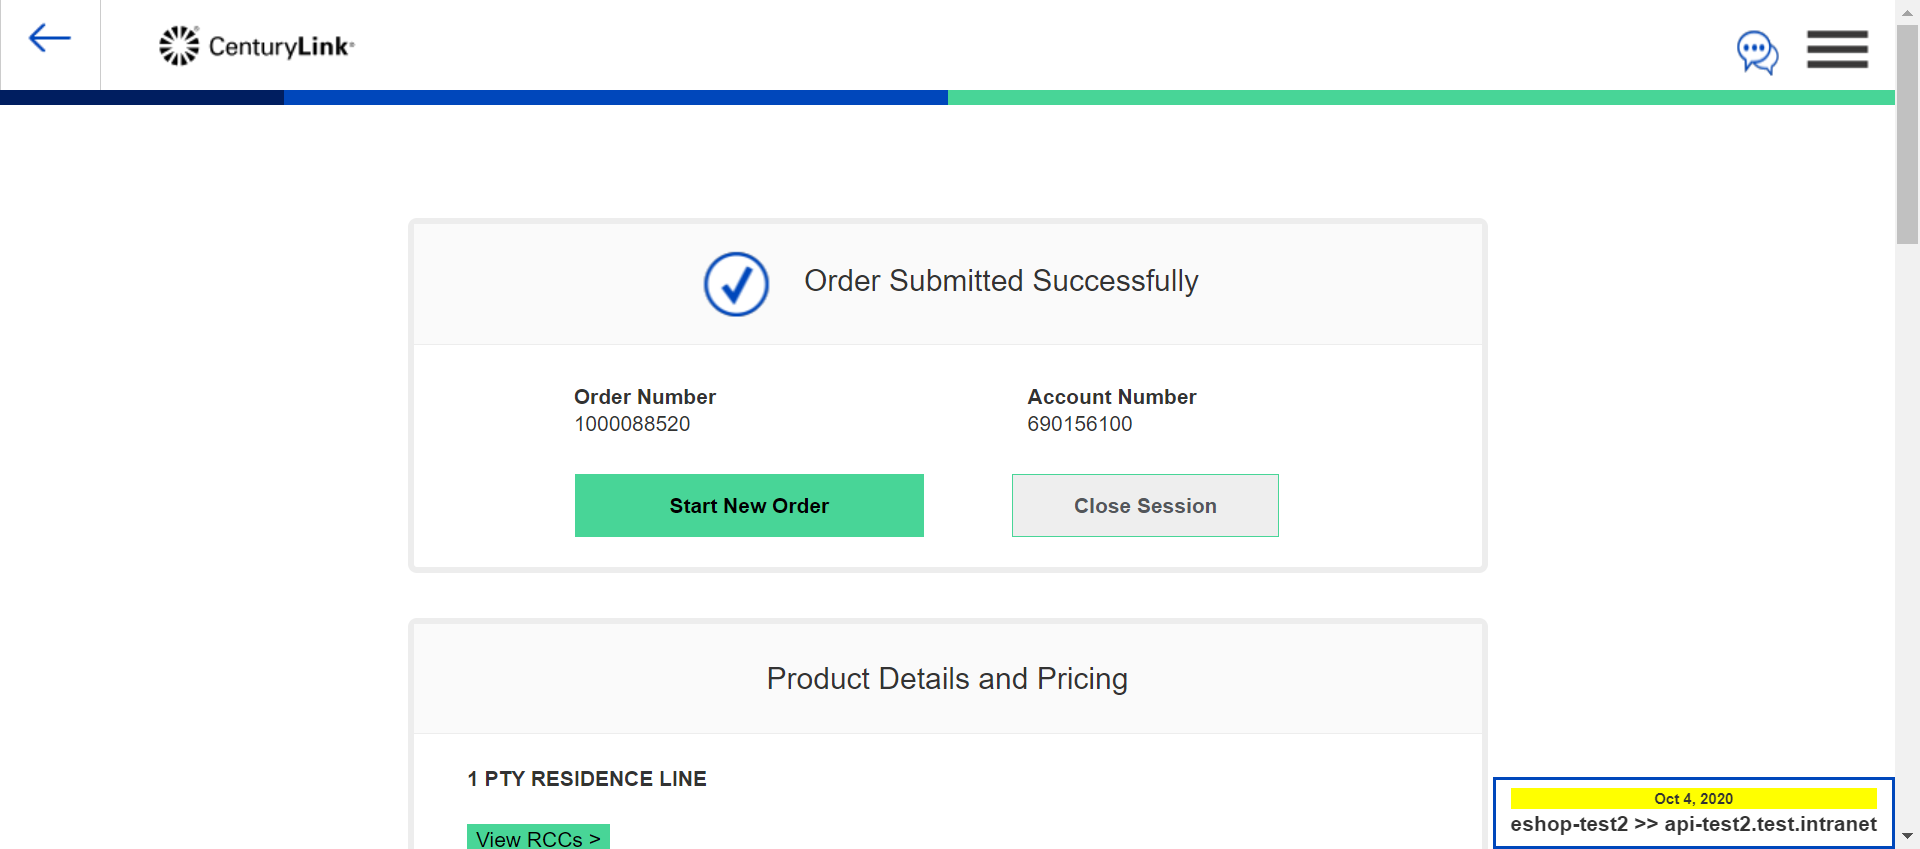 CenturyLink®
Order Submitted Successfully
Order Number
1000088520
Account Number
690156100
Start New Order
Close Session
Product Details and Pricing
1 PTY RESIDENCE LINE
View RCCs >
Oct 4, 2020
eshop-test2 >> api-test2.test.intranet